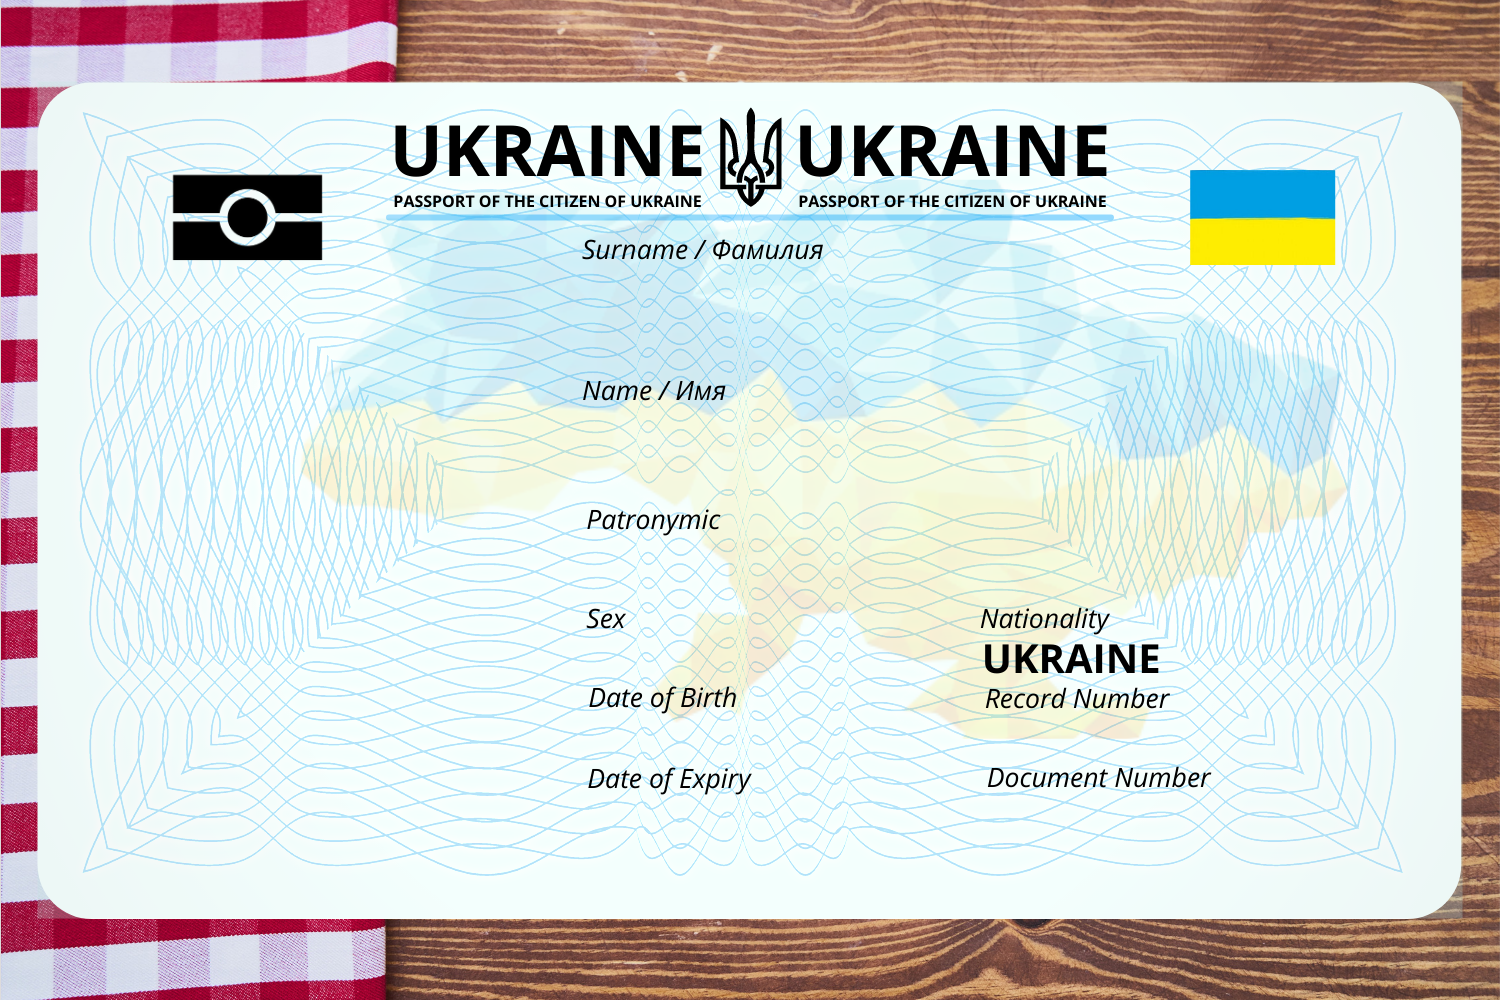 UKRAINE UKRAINE
PASSPORT OF THE CITIZEN OF UKRAINE PASSPORT OF THE CITIZEN OF UKRAINE
Surname / Фамилия
Name / Имя
Patronymic
Sex Nationality
UKRAINE
Date of Birth Record Number
Date of Expiry Document Number